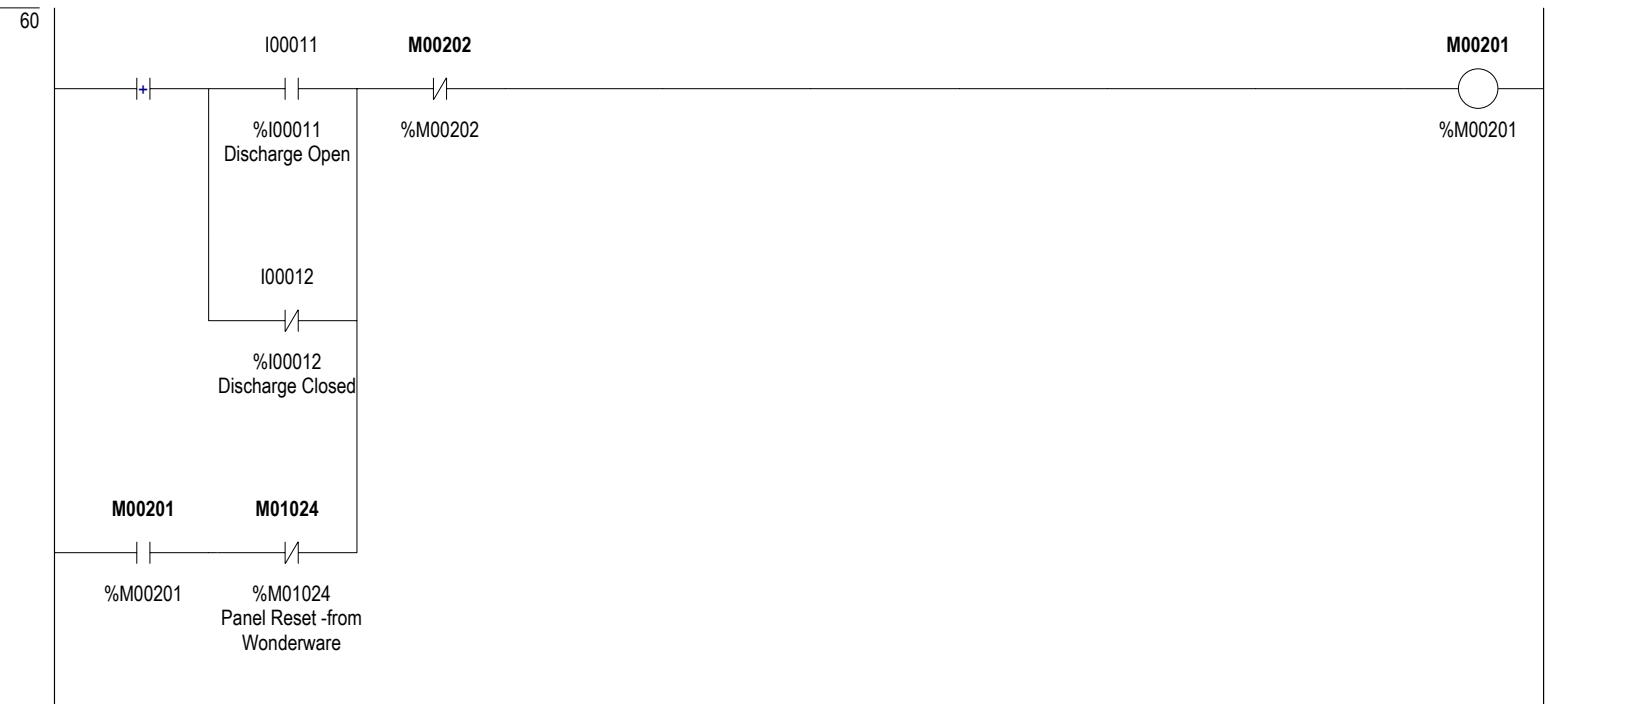 60
I00011
M00202
M00201
+
%I00011
%M00202
%M00201
Discharge Open
I00012
%I00012
Discharge Closed
M00201
M01024
%M00201
%M01024
Panel Reset -from
Wonderware